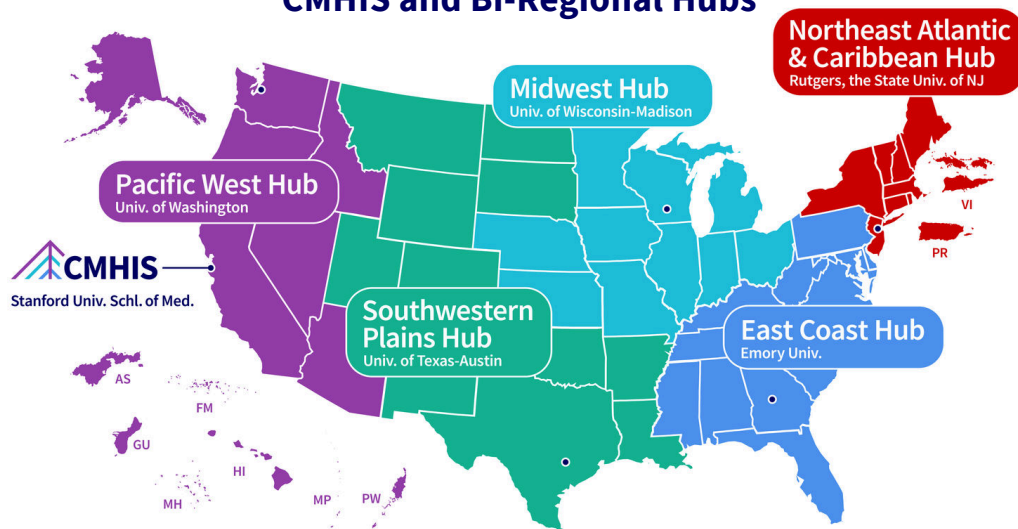 CMHIS and Bi-Regional Hubs
Northeast Atlantic
& Caribbean Hub
Rutgers, the State Univ. of NJ
Midwest Hub
Univ. of Wisconsin-Madison
Pacific West Hub
Univ. of Washington
VI
PR
CMHIS
Stanford Univ. Schl. of Med.
Southwestern
Plains Hub
Univ. of Texas-Austin
East Coast Hub
Emory Univ.
AS
FM
GU
HI
MH
MP
PW